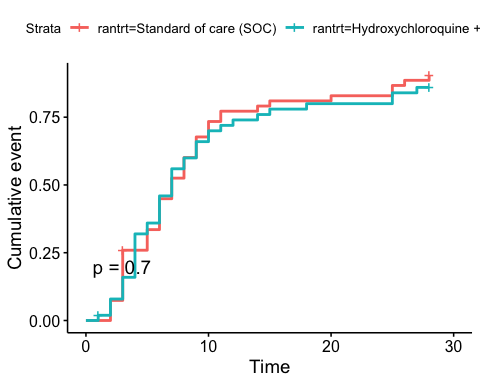 Strata rantrt=Standard of care (SOC) rantrt=Hydroxychloroquine +
Cumulative event
0.75
0.50
0.25
0.00
p = 0.7
0 10 20 30
Time